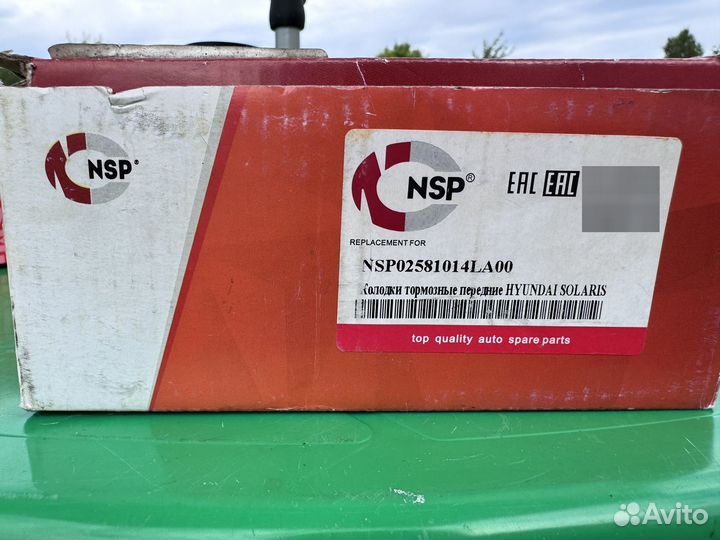 NSP®
NSP®
EAC EAC
REPLACEMENT FOR
NSP02581014LA00
Колодки тормозные передние HYUNDAI SOLARIS
top quality auto spare parts
Avito